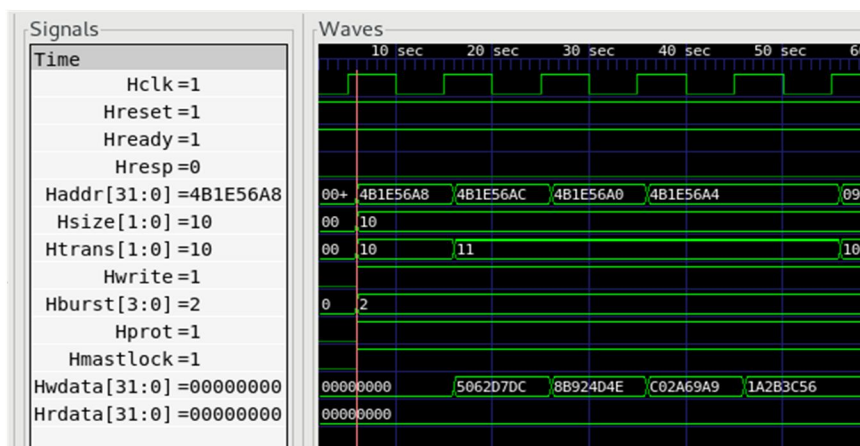 Signals
Waves
Time
10 sec 20 sec 30 sec 40 sec 50 sec 60
Hclk =1
Hreset =1
Hready =1
Hresp =0
Haddr[31:0] =4B1E56A8 00+ 4B1E56A8 4B1E56AC 4B1E56A0 4B1E56A4 09
Hsize[1:0] =10 00 10
Htrans[1:0] =10 00 10 11 10
Hwrite =1
Hburst[3:0] =2 0 2
Hprot =1
Hmastlock =1
Hwdata[31:0] =00000000 00000000 5062D7DC 8B924D4E C02A69A9 1A2B3C56
Hrdata[31:0] =00000000 00000000